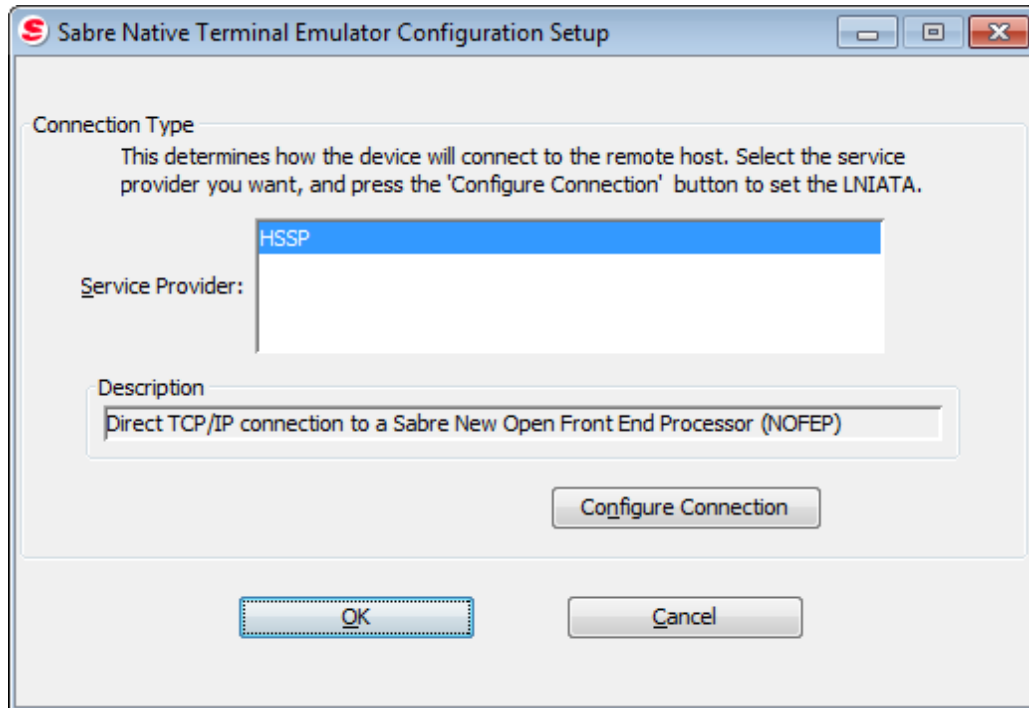 Sabre Native Terminal Emulator Configuration Setup
Connection Type
This determines how the device will connect to the remote host. Select the service
provider you want, and press the 'Configure Connection' button to set the LNIATA.
HSSP
Service Provider:
Description
Direct TCP/IP connection to a Sabre New Open Front End Processor (NOFEP)
Configure Connection
OK
Cancel